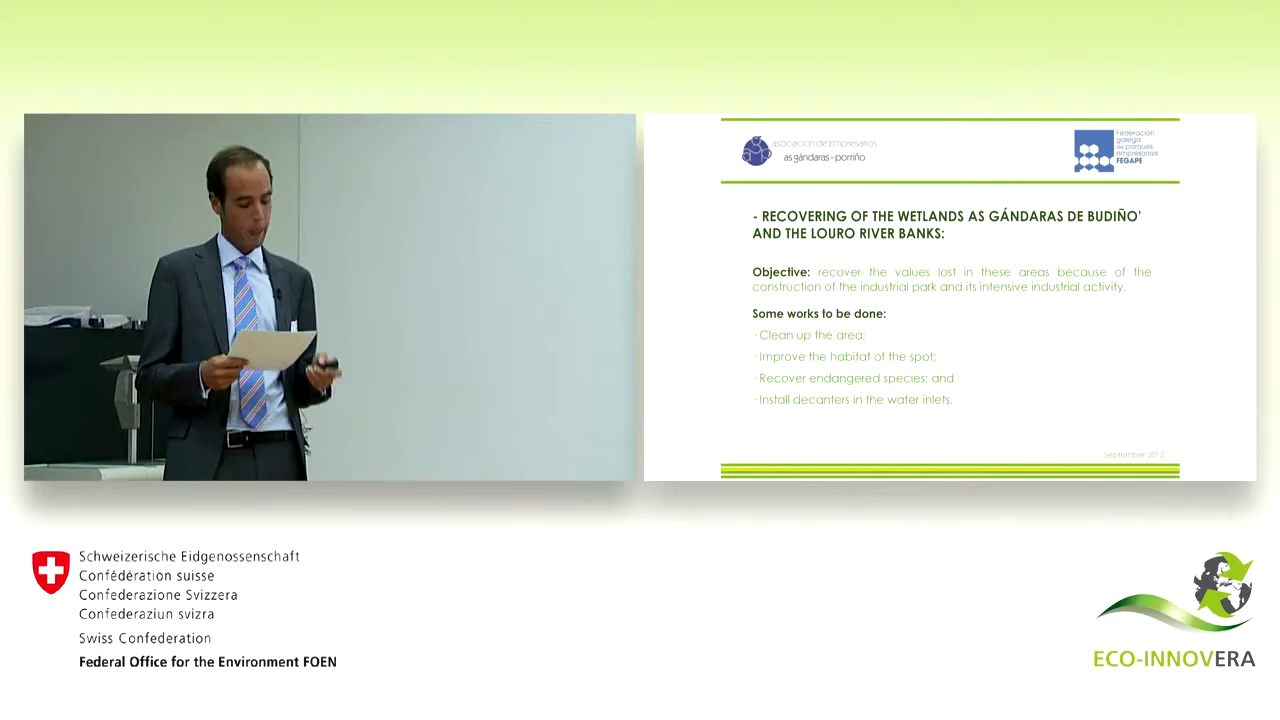 asociacion de empresarios
as gándaras - porriño
Federación
galega
de parques
empresariais
FEGAPE
- RECOVERING OF THE WETLANDS AS GÁNDARAS DE BUDIÑO'
AND THE LOURO RIVER BANKS:
Objective: recover the values lost in these areas because of the
construction of the industrial park and its intensive industrial activity.
Some works to be done:
· Clean up the area;
· Improve the habitat of the spot;
· Recover endangered species; and
· Install decanters in the water inlets.
September 2012
Schweizerische Eidgenossenschaft
Confédération suisse
Confederazione Svizzera
Confederaziun svizra
Swiss Confederation
Federal Office for the Environment FOEN
ECO-INNOVERA